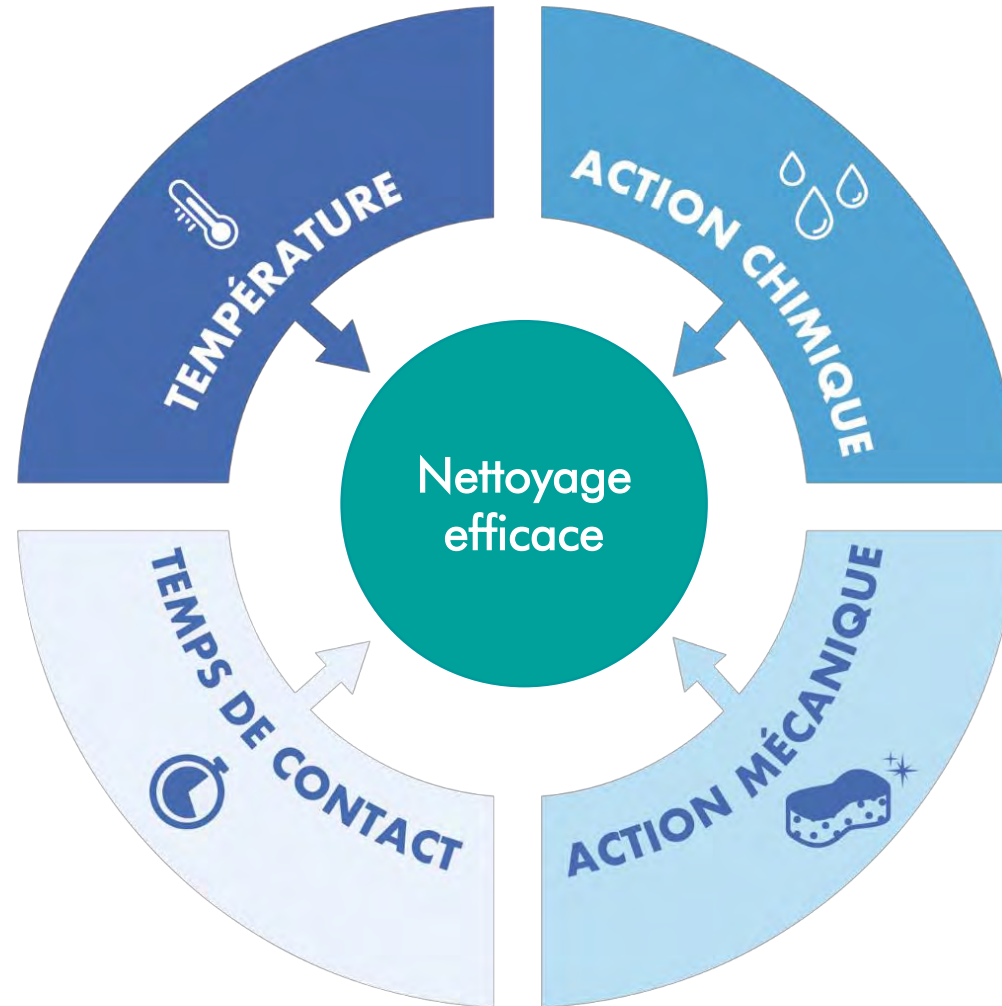 TEMPÉRATURE
ACTION CHIMIQUE
Nettoyage
efficace
TEMPS DE CONTACT
ACTION MÉCANIQUE